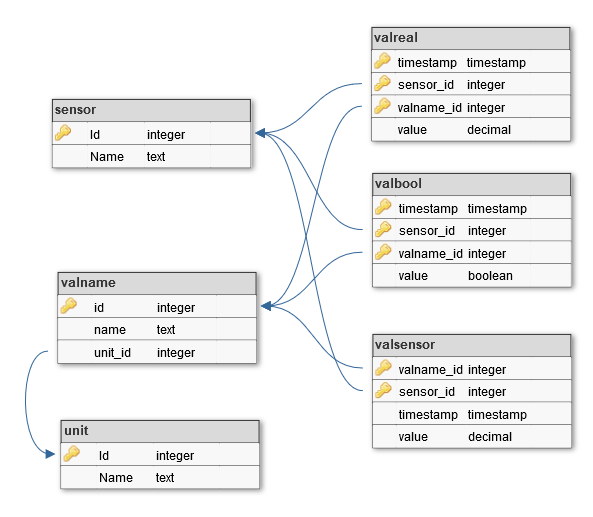 sensor
Id integer
Name text
valname
id integer
name text
unit_id integer
unit
Id integer
Name text
valreal
timestamp timestamp
sensor_id integer
valname_id integer
value decimal
valbool
timestamp timestamp
sensor_id integer
valname_id integer
value boolean
valsensor
valname_id integer
sensor_id integer
timestamp timestamp
value decimal